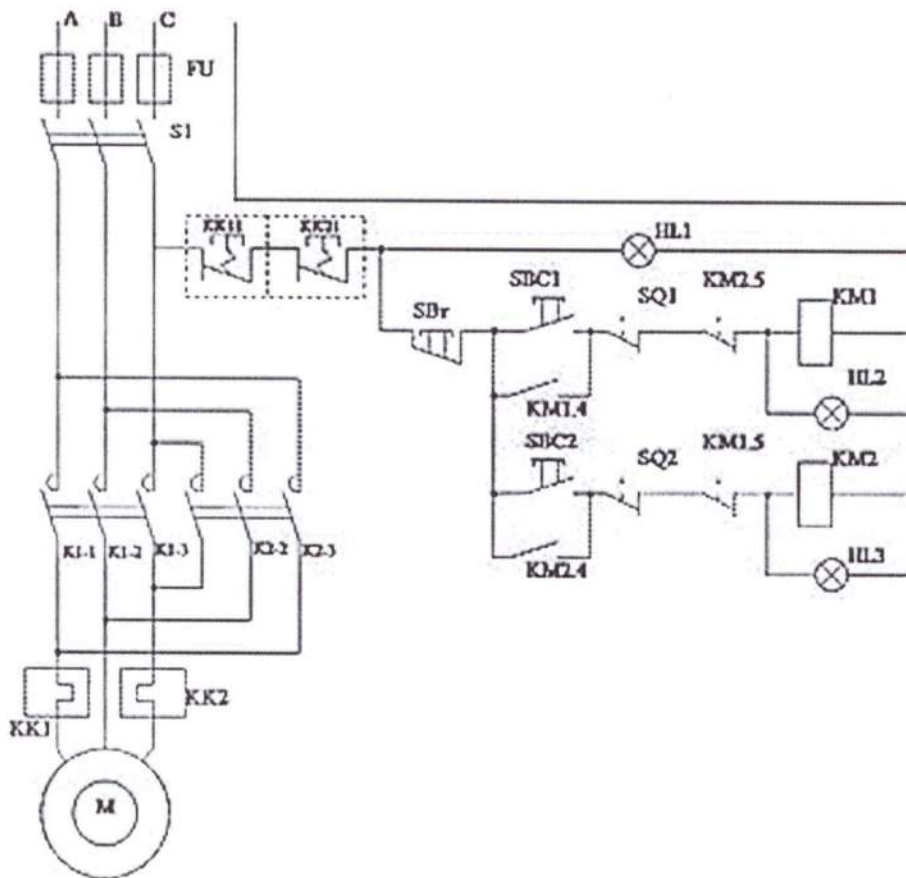 A B C
FU
S1
KK11 KK21
HL1
SBC1 SQ1 KM2.5 KM1
SBr
HL2
KM1.4
SBC2 SQ2 KM1.5 KM2
K1-1 K1-2 K1-3 K2-2 K2-3
HL3
KM2.4
KK1 KK2
M